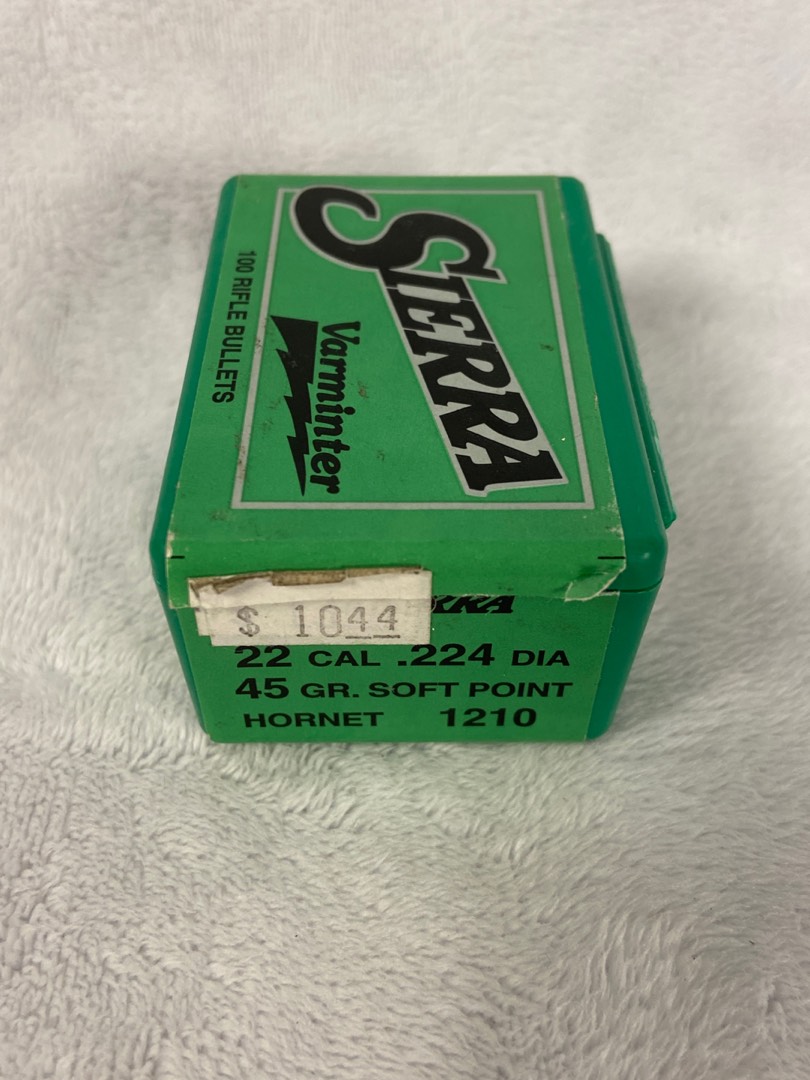 SIERRA
Varminter
100 RIFLE BULLETS
$ 1044
22 CAL .224 DIA
45 GR. SOFT POINT
HORNET 1210